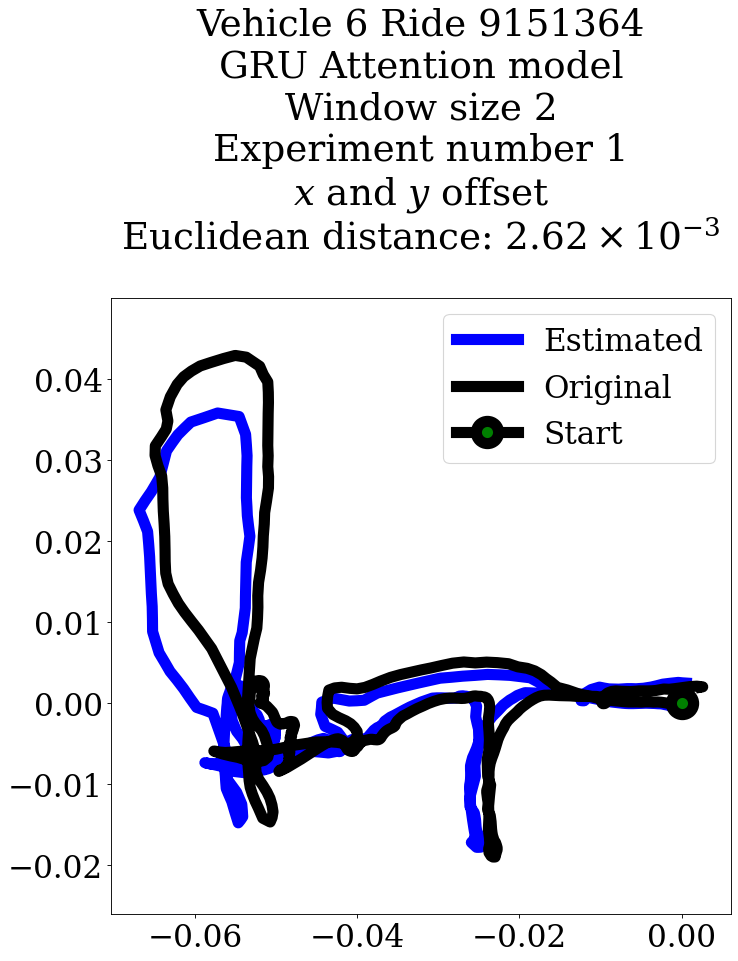 Vehicle 6 Ride 9151364
GRU Attention model
Window size 2
Experiment number 1
x and y offset
Euclidean distance: 2.62 × 10⁻³
Estimated
Original
Start
0.04
0.03
0.02
0.01
0.00
−0.01
−0.02
−0.06 −0.04 −0.02 0.00